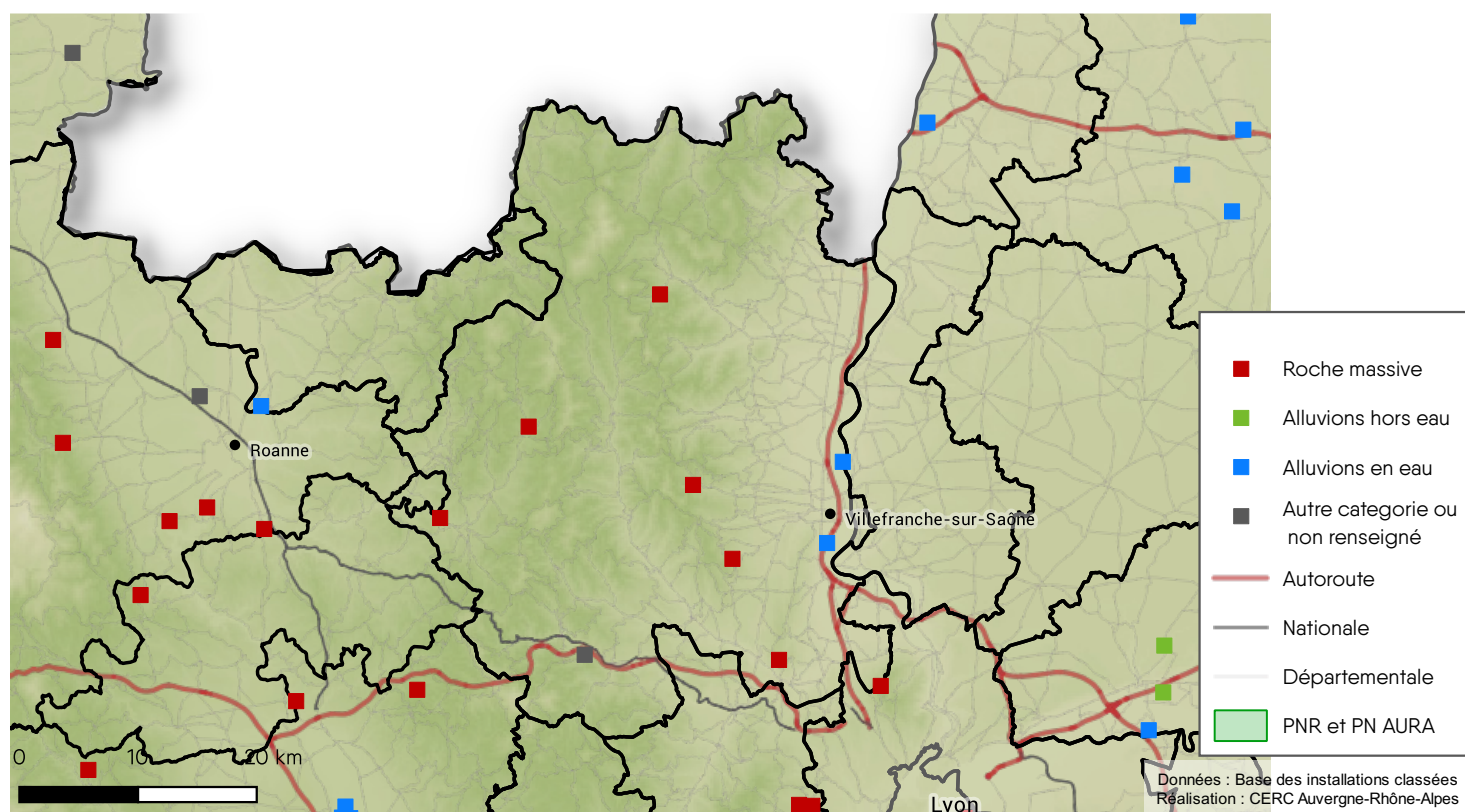 Roanne
Villefranche-sur-Saône
Lyon
0 10 20 km
Roche massive
Alluvions hors eau
Alluvions en eau
Autre categorie ou
non renseigné
Autoroute
Nationale
Départementale
PNR et PN AURA
Données : Base des installations classées
Réalisation : CERC Auvergne-Rhône-Alpes